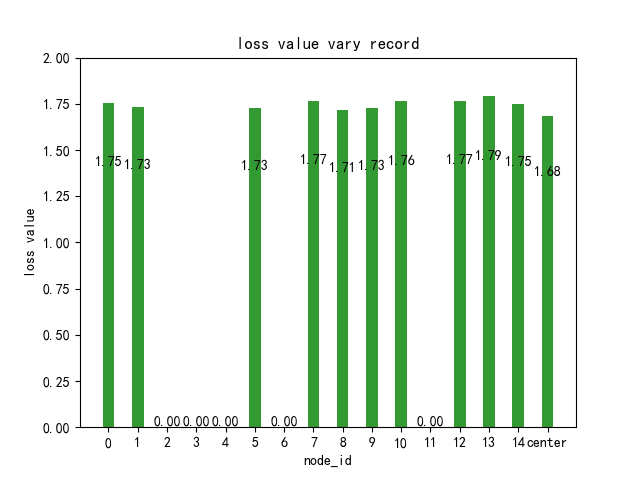 loss value vary record
loss value
2.00
1.75
1.50
1.25
1.00
0.75
0.50
0.25
0.00
1.75 1.73 0.00 0.00 0.00 1.73 0.00 1.77 1.71 1.73 1.76 0.00 1.77 1.79 1.75 1.68
0 1 2 3 4 5 6 7 8 9 10 11 12 13 14 center
node_id